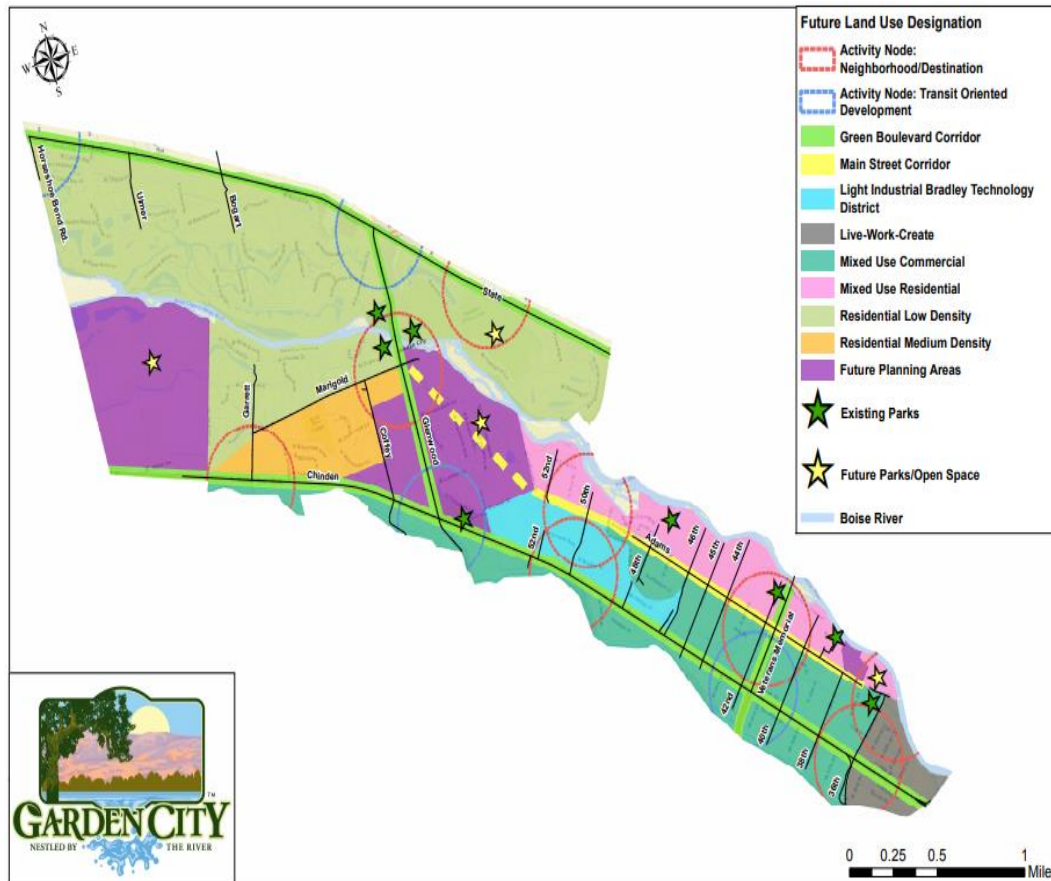 N
W
E
S
Future Land Use Designation
Activity Node:
Neighborhood/Destination
Activity Node: Transit Oriented
Development
Green Boulevard Corridor
Main Street Corridor
Light Industrial Bradley Technology
District
Live-Work-Create
Mixed Use Commercial
Mixed Use Residential
Residential Low Density
Residential Medium Density
Future Planning Areas
Existing Parks
Future Parks/Open Space
Boise River
Horseshoe Bend Rd.
Ulmer
Bogart
State
Garrett
Marigold
Coffey
Glenwood
Chinden
52nd
50th
52nd
48th
Adams
46th
45th
44th
42nd
Veterans Memorial
40th
38th
36th
GARDEN CITY
TM
NESTLED BY THE RIVER
0 0.25 0.5 1
Mile